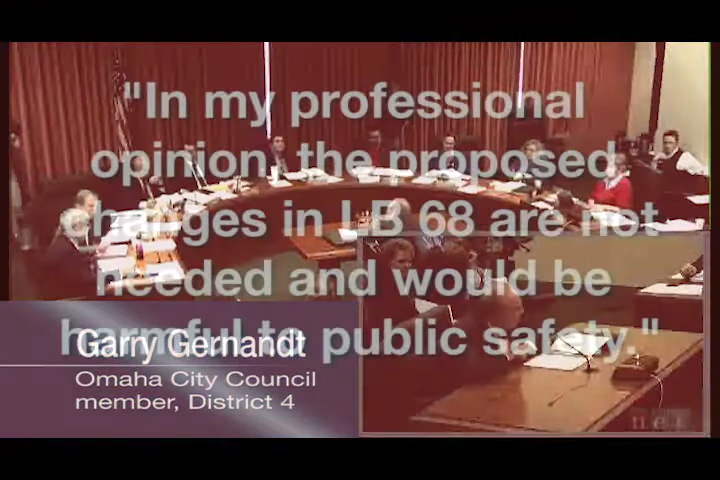 "In my professional
opinion, the proposed
changes in LB 68 are not
needed and would be
harmful to public safety."
Garry Gernandt
Omaha City Council
member, District 4
net